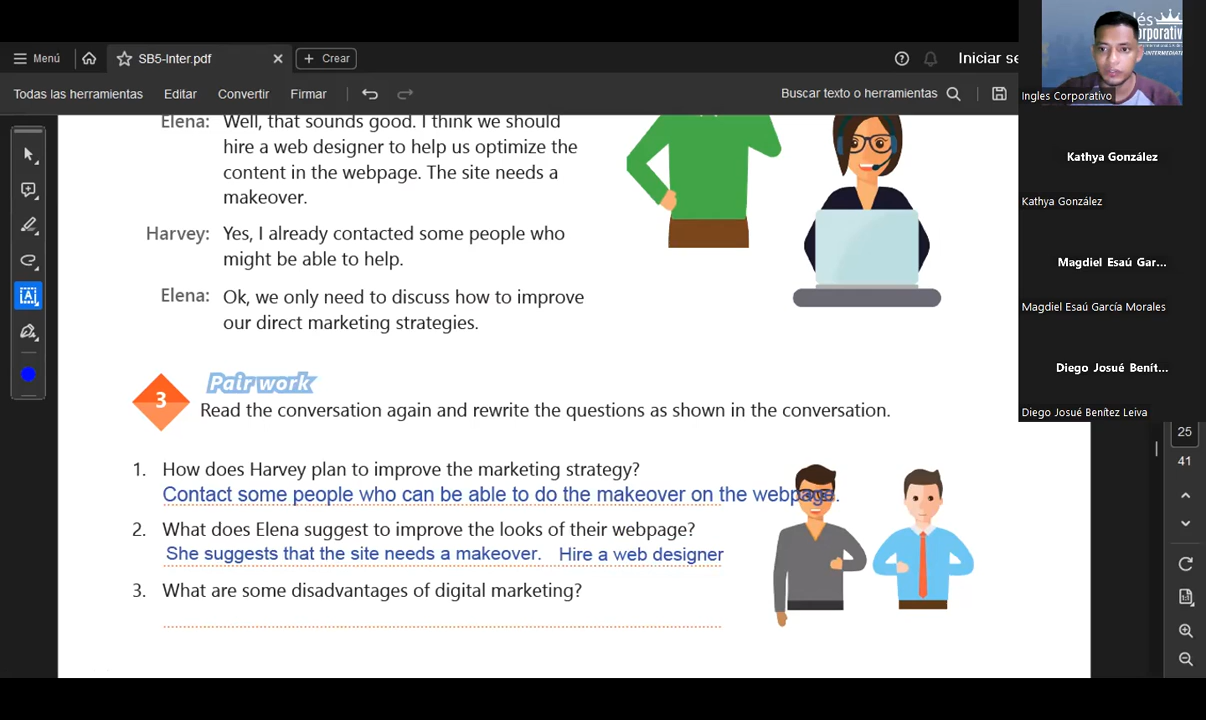 Menú
SB5-Inter.pdf
Crear
Iniciar se
Todas las herramientas
Editar
Convertir
Firmar
Buscar texto o herramientas
Ingles Corporativo
Kathya González
Kathya González
Magdiel Esaú Gar...
Magdiel Esaú García Morales
Diego Josué Benít...
Diego Josué Benítez Leiva
Elena: Well, that sounds good. I think we should
hire a web designer to help us optimize the
content in the webpage. The site needs a
makeover.
Harvey: Yes, I already contacted some people who
might be able to help.
Elena: Ok, we only need to discuss how to improve
our direct marketing strategies.
3
Pair work
Read the conversation again and rewrite the questions as shown in the conversation.
1. How does Harvey plan to improve the marketing strategy?
Contact some people who can be able to do the makeover on the webpage.
2. What does Elena suggest to improve the looks of their webpage?
She suggests that the site needs a makeover. Hire a web designer
3. What are some disadvantages of digital marketing?
25
41